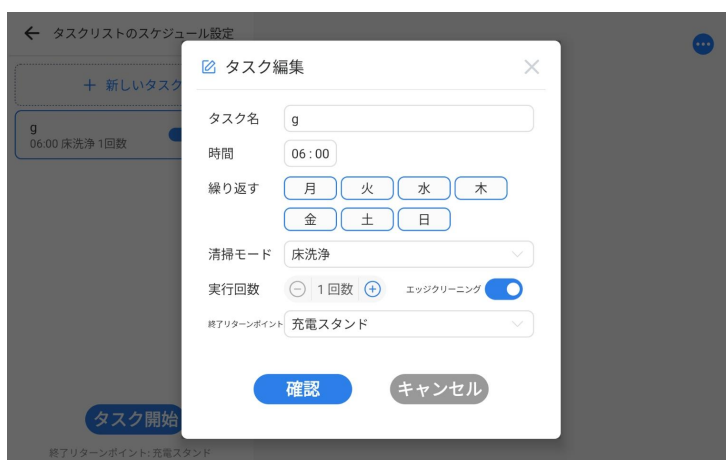 タスクリストのスケジュール設定
＋ 新しいタスク
g
06:00 床洗浄 1回数
タスク編集
タスク名 g
時間 06:00
繰り返す 月 火 水 木
金 土 日
清掃モード 床洗浄
実行回数 1 回数 エッジクリーニング
終了リターンポイント 充電スタンド
確認 キャンセル
タスク開始
終了リターンポイント: 充電スタンド